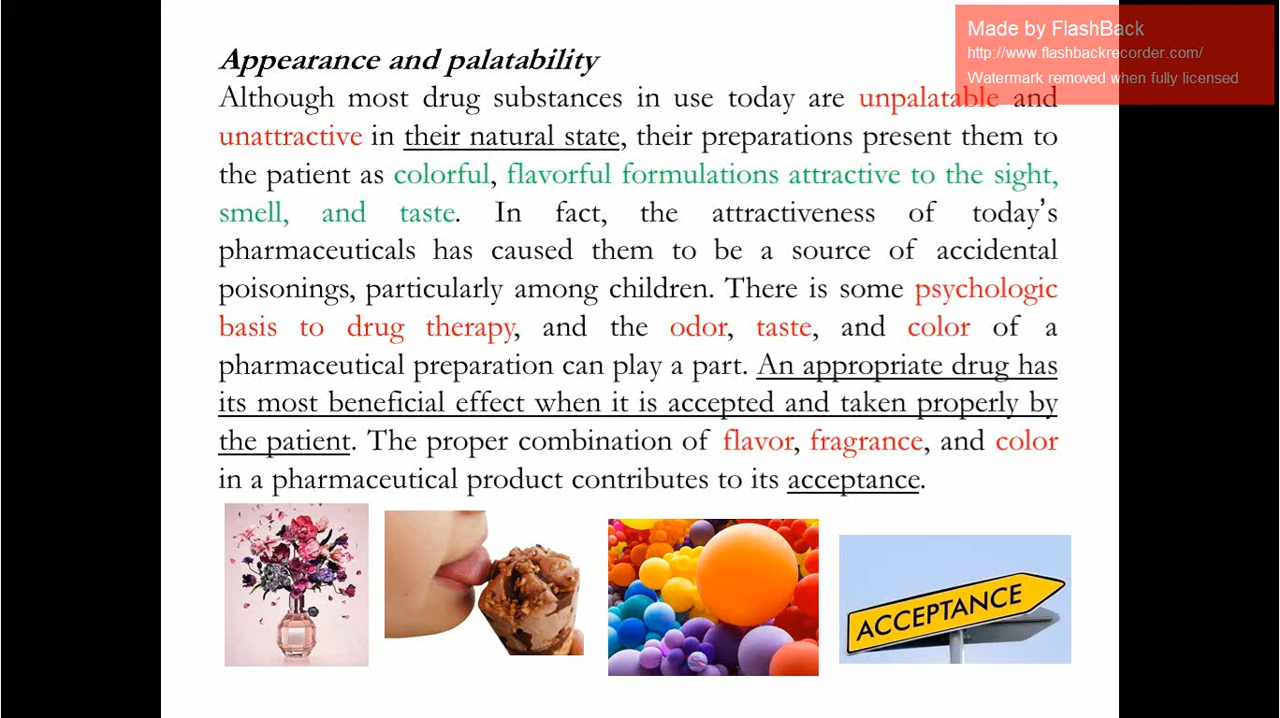 Made by FlashBack
http://www.flashbackrecorder.com/
Watermark removed when fully licensed
Appearance and palatability
Although most drug substances in use today are unpalatable and
unattractive in their natural state, their preparations present them to
the patient as colorful, flavorful formulations attractive to the sight,
smell, and taste. In fact, the attractiveness of today's
pharmaceuticals has caused them to be a source of accidental
poisonings, particularly among children. There is some psychologic
basis to drug therapy, and the odor, taste, and color of a
pharmaceutical preparation can play a part. An appropriate drug has
its most beneficial effect when it is accepted and taken properly by
the patient. The proper combination of flavor, fragrance, and color
in a pharmaceutical product contributes to its acceptance.
ACCEPTANCE